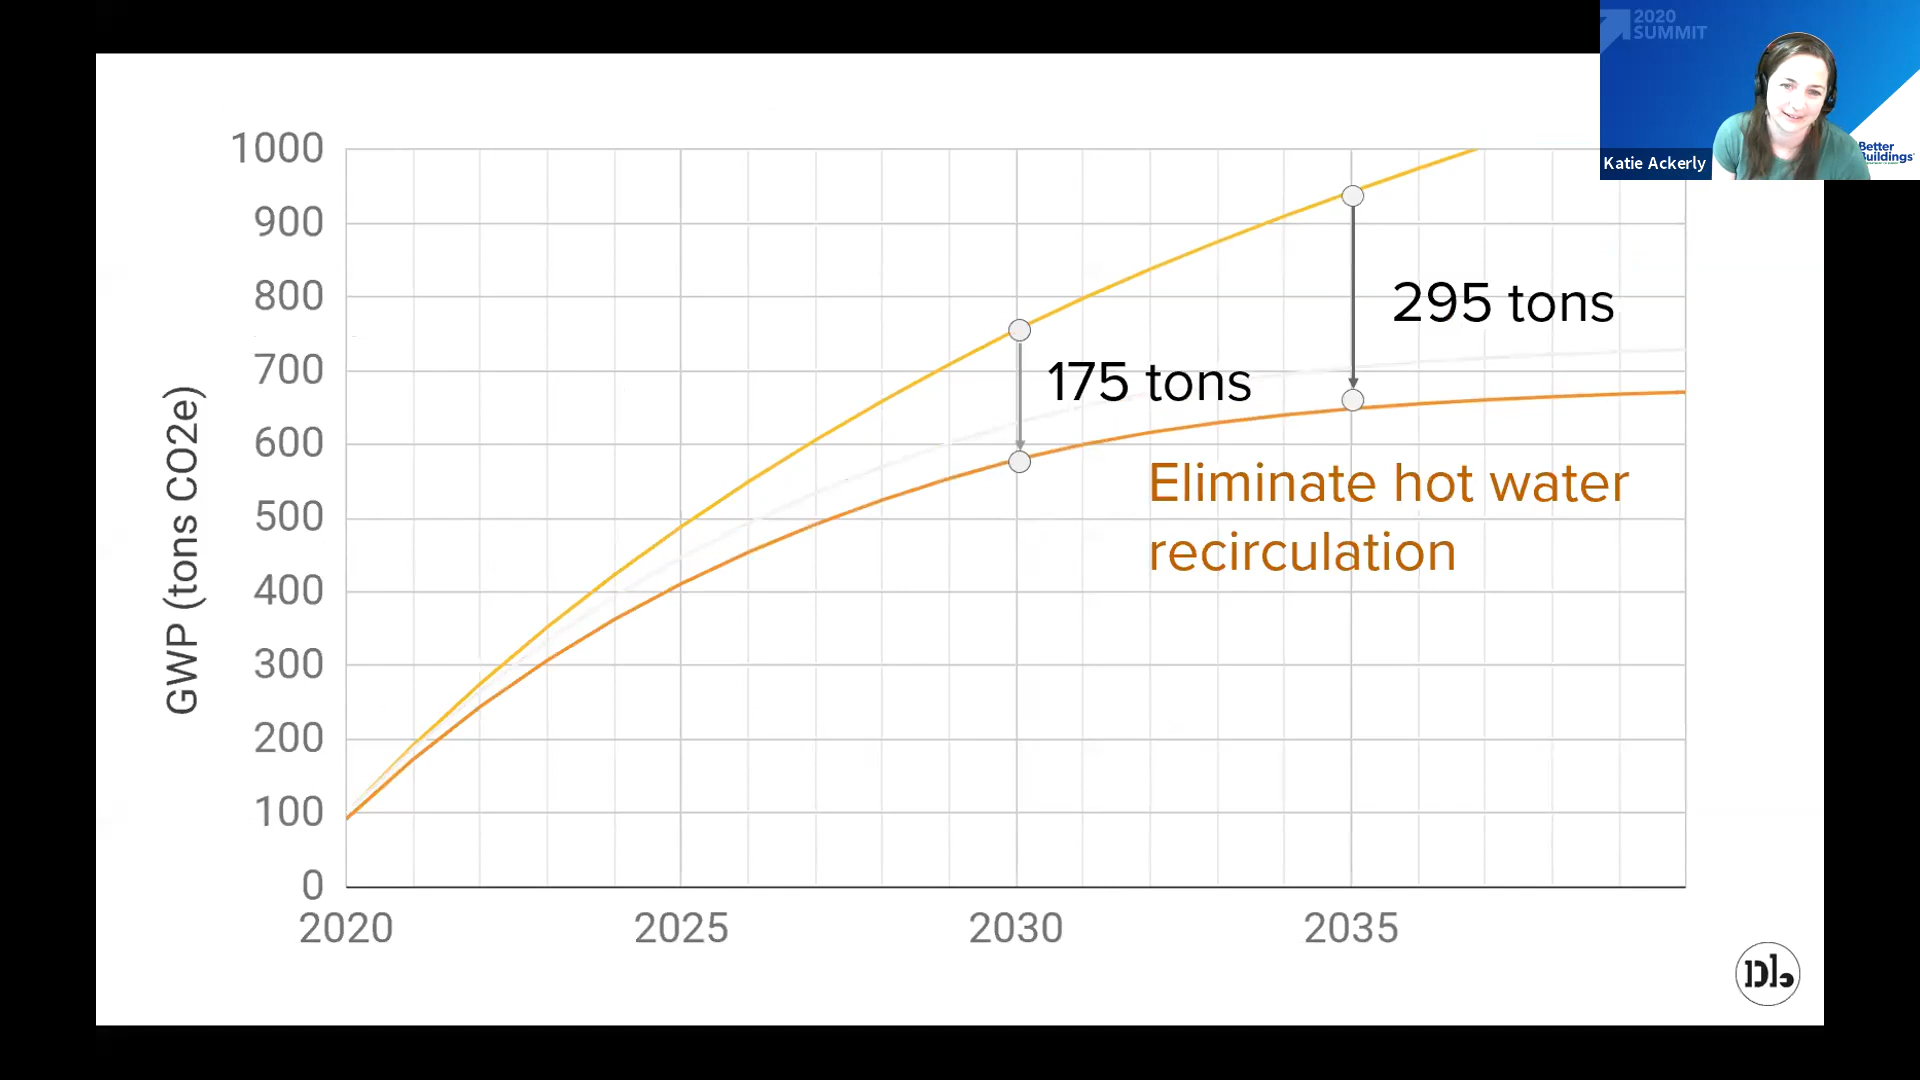 2020
SUMMIT
Katie Ackerly
Better
Buildings
1000
900
800
700
600
500
400
300
200
100
0
GWP (tons CO2e)
2020
2025
2030
2035
295 tons
175 tons
Eliminate hot water
recirculation